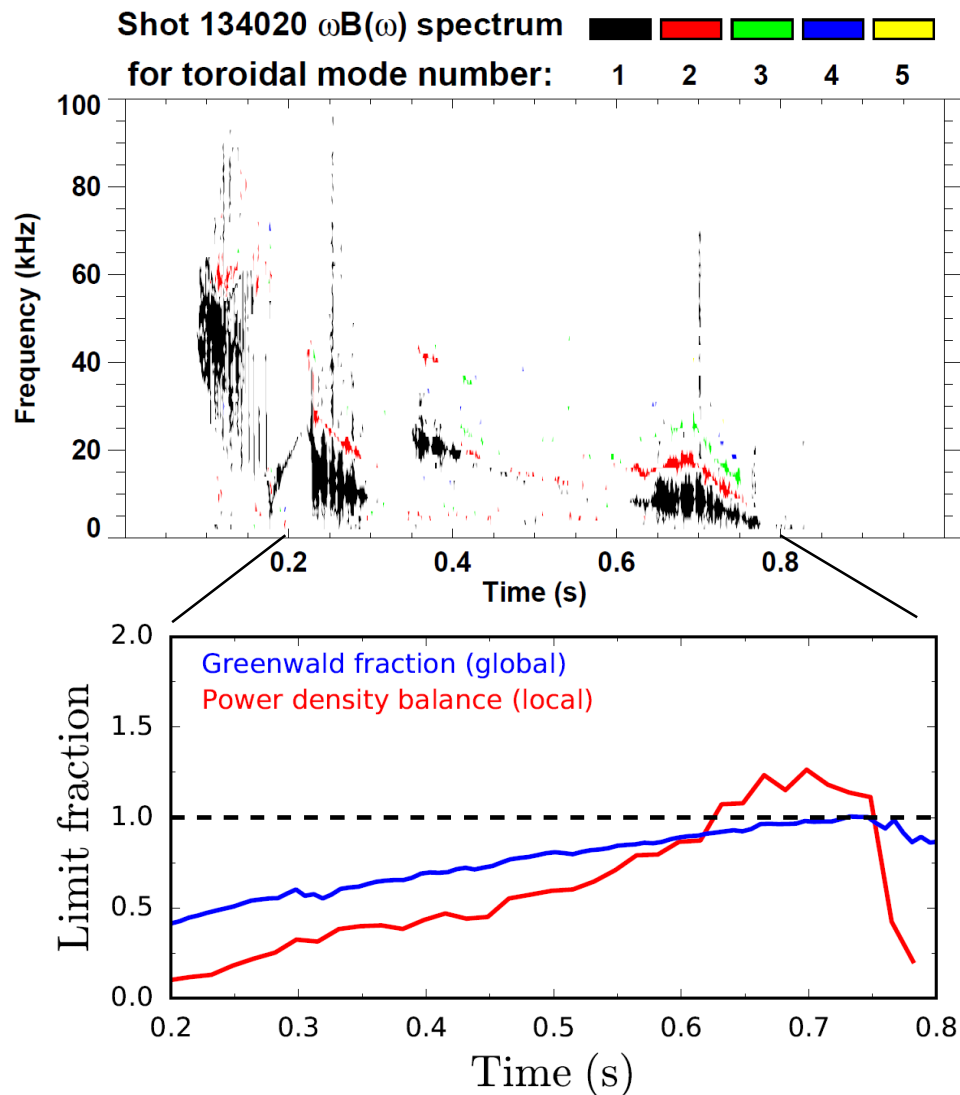 Shot 134020 ωB(ω) spectrum
for toroidal mode number: 1 2 3 4 5
100
80
60
40
20
0
Frequency (kHz)
0.2 0.4 0.6 0.8
Time (s)
2.0
1.5
1.0
0.5
0.0
Limit fraction
Greenwald fraction (global)
Power density balance (local)
0.2 0.3 0.4 0.5 0.6 0.7 0.8
Time (s)